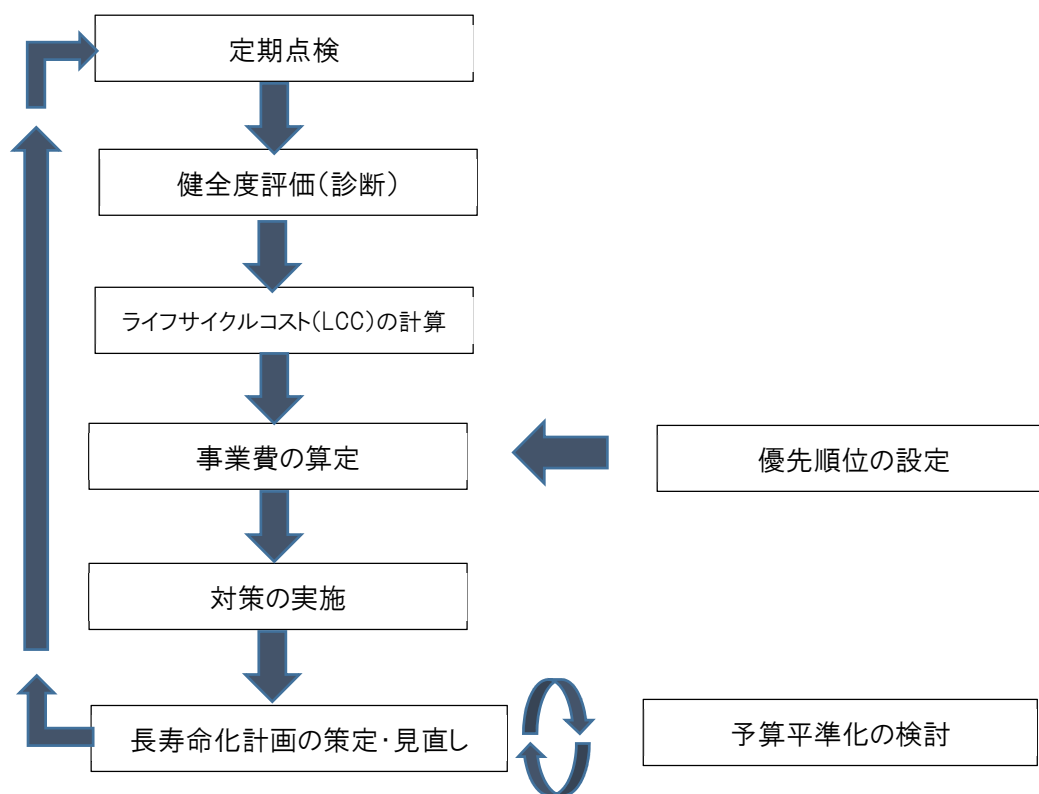 定期点検
健全度評価(診断)
ライフサイクルコスト(LCC)の計算
事業費の算定
優先順位の設定
対策の実施
長寿命化計画の策定・見直し
予算平準化の検討